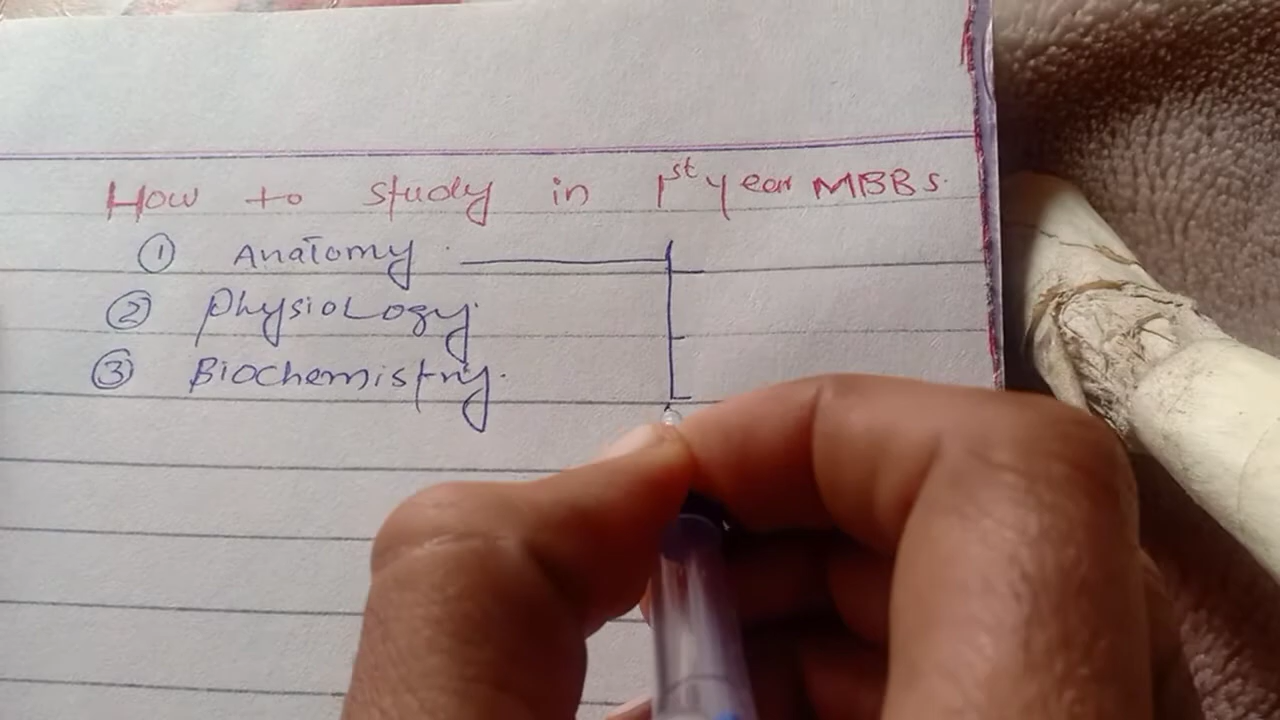 How to study in 1st year MBBS.
① Anatomy
② Physiology
③ Biochemistry.